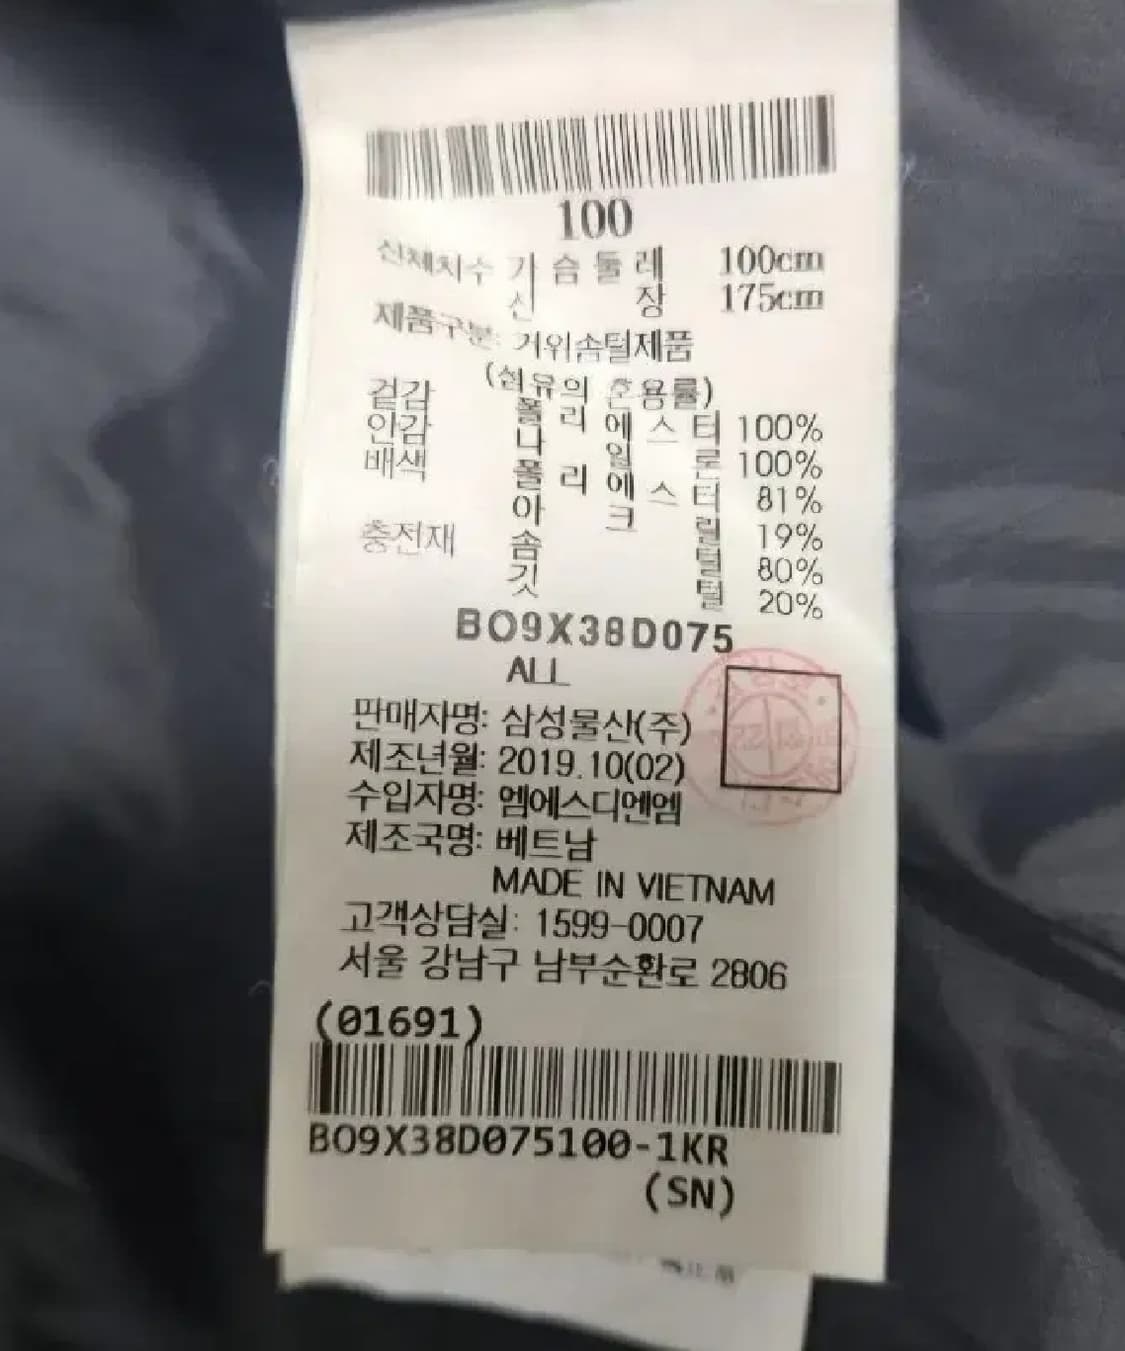 100
신체치수 가슴둘레 100cm
신 장 175cm
제품구분: 거위솜털제품
(섬유의 혼용률)
겉감 폴리에스터 100%
안감 나일론 100%
배색 폴리에스터 81%
아크릴 19%
충전재 솜털 80%
깃털 20%
BO9X38D075
ALL
판매자명: 삼성물산(주)
제조년월: 2019.10(02)
수입자명: 엠에스디엔엠
제조국명: 베트남
MADE IN VIETNAM
고객상담실: 1599-0007
서울 강남구 남부순환로 2806
(01691)
BO9X38D075100-1KR
(SN)